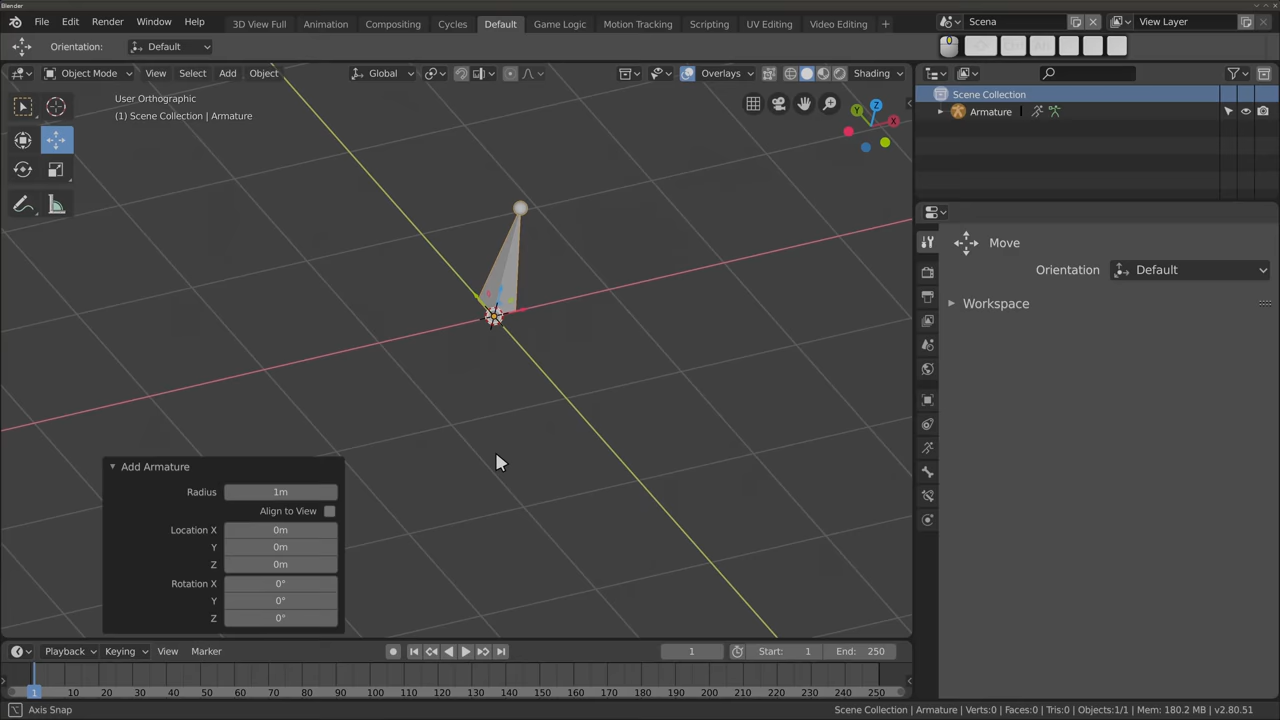 Blender
File Edit Render Window Help
3D View Full Animation Compositing Cycles Default Game Logic Motion Tracking Scripting UV Editing Video Editing +
Scena
View Layer
Orientation: Default
Object Mode View Select Add Object
Global
Overlays
Shading
User Orthographic
(1) Scene Collection | Armature
Z
Y
X
Scene Collection
Armature
Move
Orientation Default
Workspace
Add Armature
Radius 1m
Align to View
Location X 0m
Y 0m
Z 0m
Rotation X 0°
Y 0°
Z 0°
Playback Keying View Marker
1
Start: 1
End: 250
1 10 20 30 40 50 60 70 80 90 100 110 120 130 140 150 160 170 180 190 200 210 220 230 240 250
Axis Snap
Scene Collection | Armature | Verts:0 | Faces:0 | Tris:0 | Objects:1/1 | Mem: 180.2 MB | v2.80.51